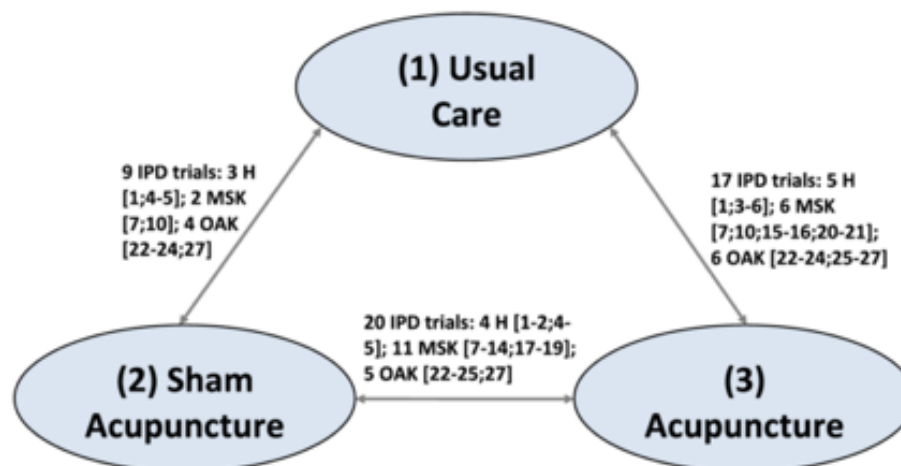 (1) Usual
Care
9 IPD trials: 3 H
[1;4-5]; 2 MSK
[7;10]; 4 OAK
[22-24;27]
17 IPD trials: 5 H
[1;3-6]; 6 MSK
[7;10;15-16;20-21];
6 OAK [22-24;25-27]
20 IPD trials: 4 H [1-2;4-
5]; 11 MSK [7-14;17-19];
5 OAK [22-25;27]
(2) Sham
Acupuncture
(3)
Acupuncture